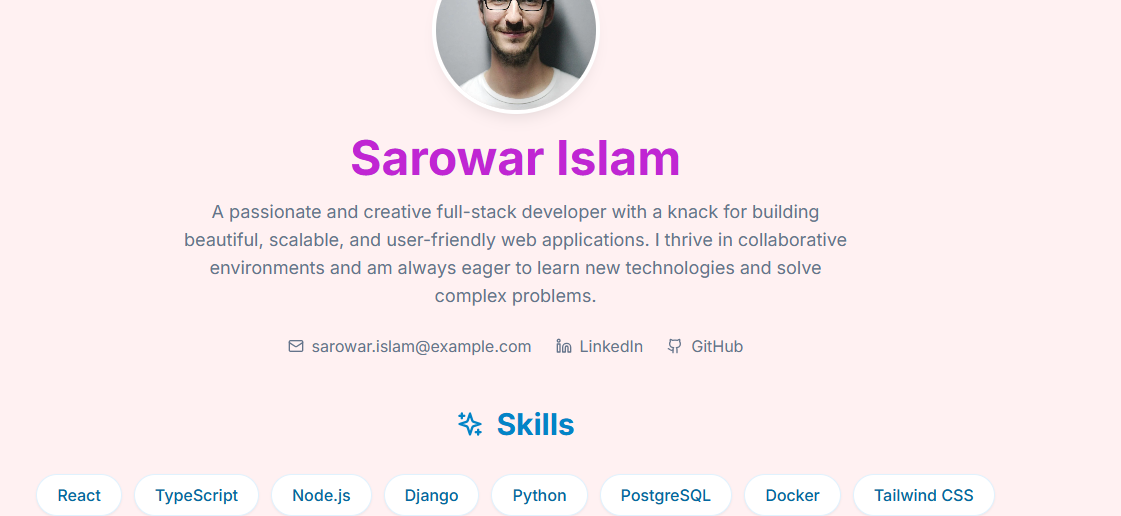 Sarowar Islam
A passionate and creative full-stack developer with a knack for building
beautiful, scalable, and user-friendly web applications. I thrive in collaborative
environments and am always eager to learn new technologies and solve
complex problems.
sarowar.islam@example.com LinkedIn GitHub
Skills
React TypeScript Node.js Django Python PostgreSQL Docker Tailwind CSS